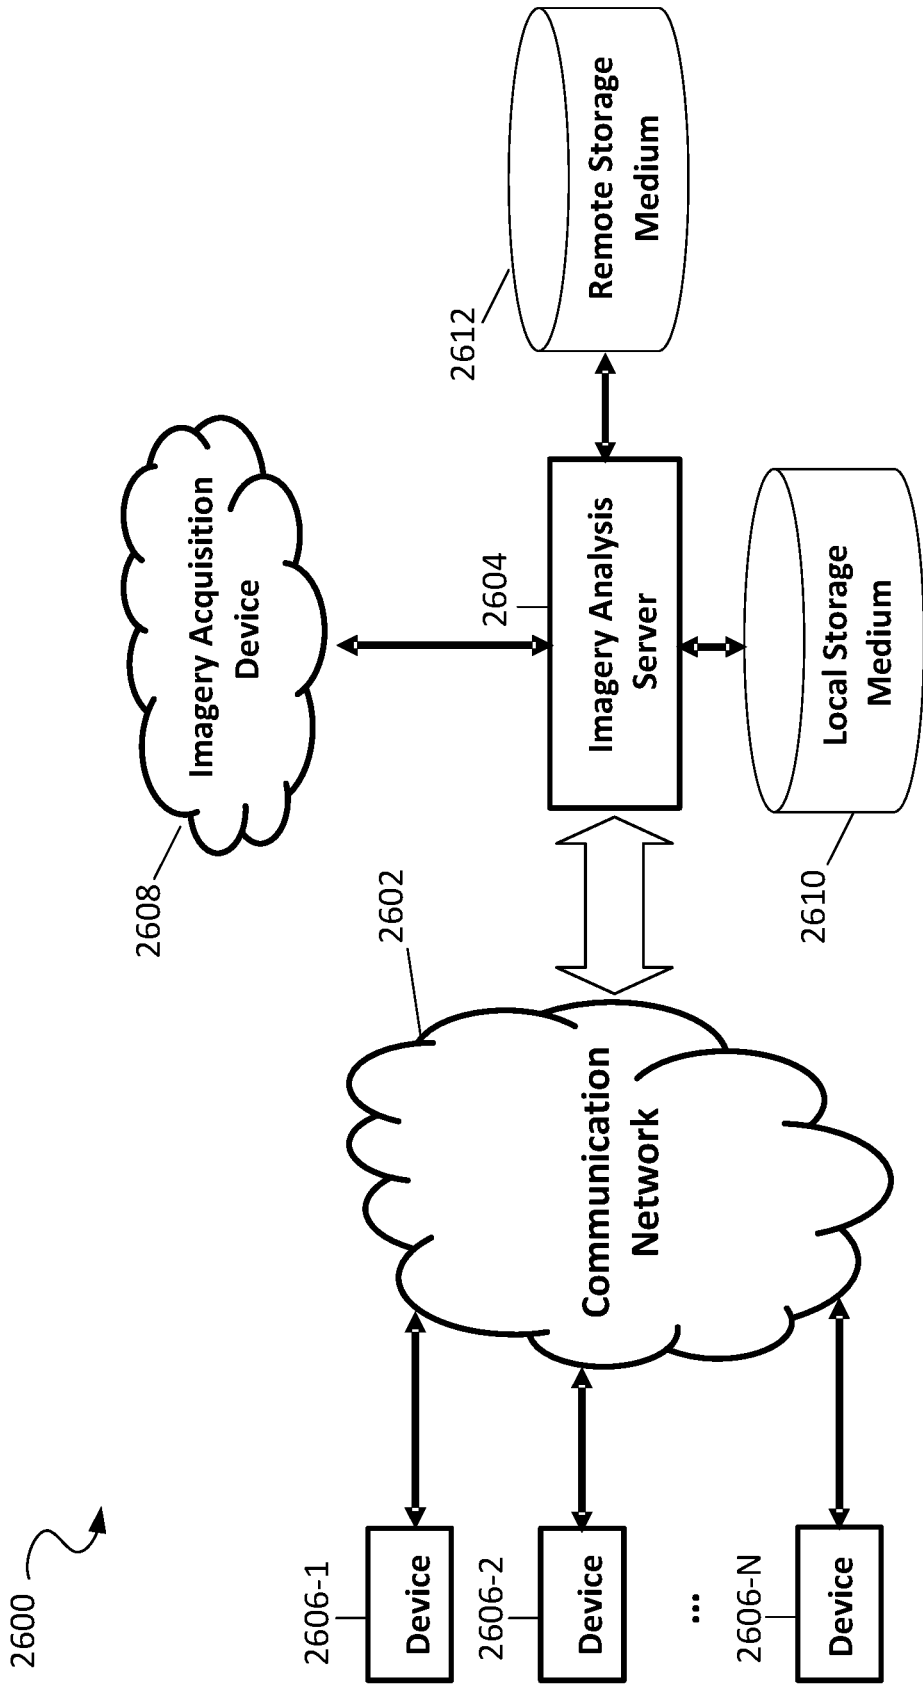 2600
2608
Imagery Acquisition
Device
2602
2612
Remote Storage
Medium
2604
Imagery Analysis
Server
2606-1
Device
Communication
Network
2606-2
Device
...
2606-N
Device
2610
Local Storage
Medium